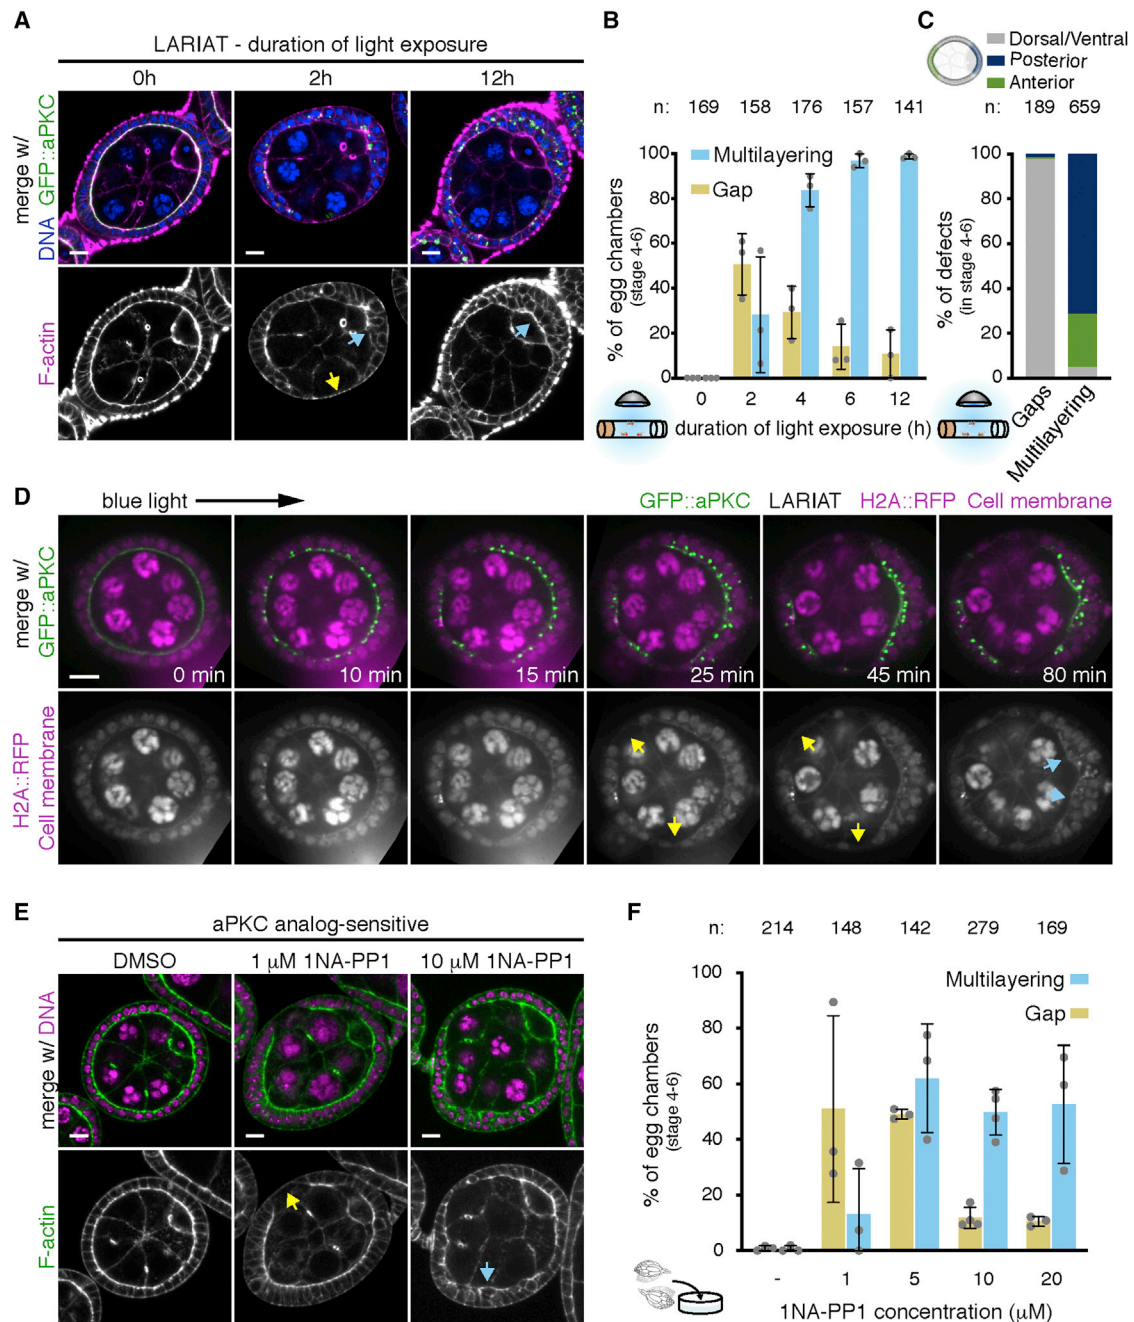 A
LARIAT - duration of light exposure
0h 2h 12h
merge w/
DNA GFP::aPKC
F-actin
B
n: 169 158 176 157 141
Multilayering
Gap
% of egg chambers
(stage 4-6)
100
80
60
40
20
0
0 2 4 6 12
duration of light exposure (h)
C
Dorsal/Ventral
Posterior
Anterior
n: 189 659
% of defects
(in stage 4-6)
100
80
60
40
20
0
Gaps
Multilayering
D
blue light
GFP::aPKC LARIAT H2A::RFP Cell membrane
merge w/
GFP::aPKC
0 min 10 min 15 min 25 min 45 min 80 min
H2A::RFP
Cell membrane
E
aPKC analog-sensitive
DMSO 1 μM 1NA-PP1 10 μM 1NA-PP1
merge w/ DNA
F-actin
F
n: 214 148 142 279 169
Multilayering
Gap
% of egg chambers
(stage 4-6)
100
80
60
40
20
0
- 1 5 10 20
1NA-PP1 concentration (μM)